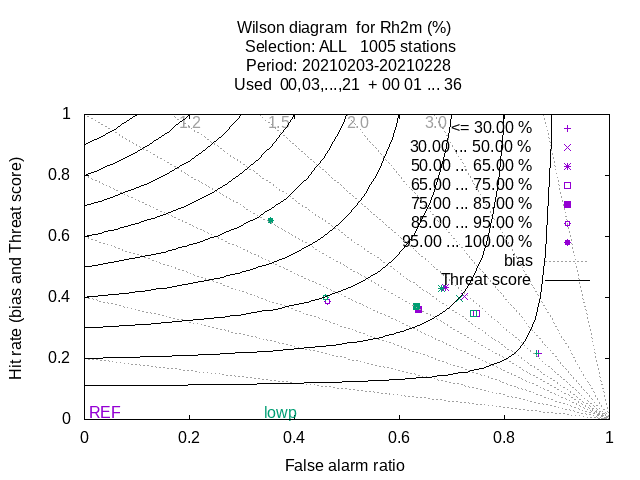 Wilson diagram  for Rh2m (%)
Selection: ALL   1005 stations
Period: 20210203-20210228
Used  00,03,...,21  + 00 01 ... 36
1.2 1.5 2.0 3.0
<= 30.00 %
30.00 ... 50.00 %
50.00 ... 65.00 %
65.00 ... 75.00 %
75.00 ... 85.00 %
85.00 ... 95.00 %
95.00 ... 100.00 %
bias
Threat score
1
0.8
0.6
0.4
0.2
0
Hit rate (bias and Threat score)
REF lowp
0 0.2 0.4 0.6 0.8 1
False alarm ratio